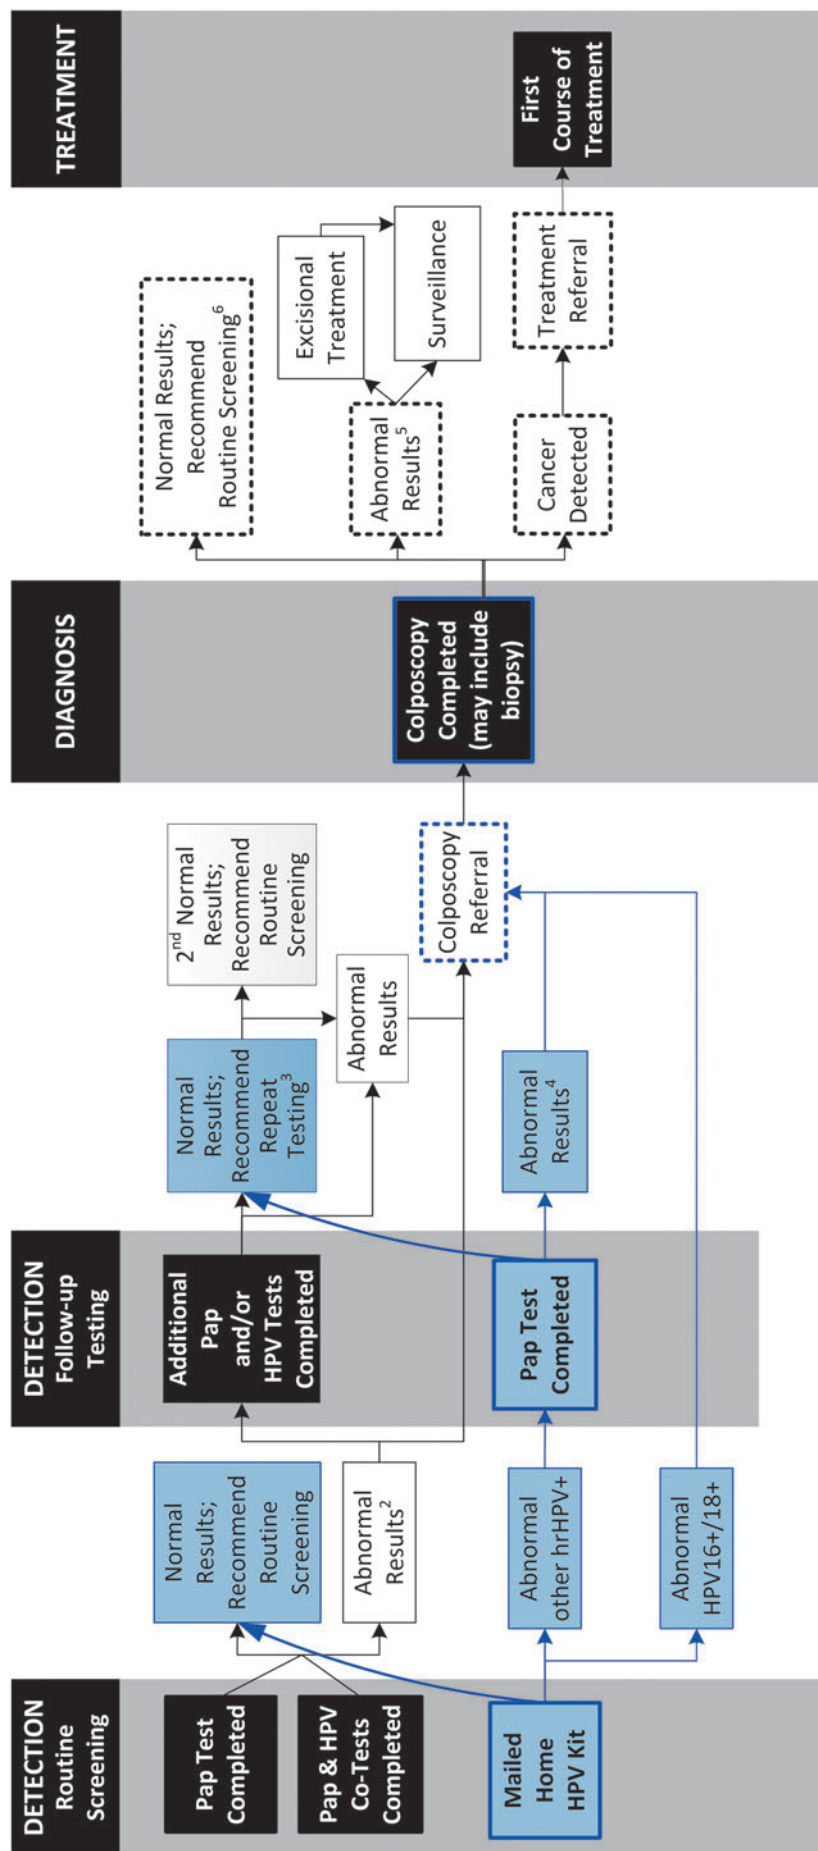 DETECTION
Routine
Screening
Pap Test
Completed
Pap & HPV
Co-Tests
Completed
Mailed
Home
HPV Kit
Normal
Results;
Recommend
Routine
Screening
Abnormal
Results2
Abnormal
other hrHPV+
Abnormal
HPV16+/18+
DETECTION
Follow-up
Testing
Additional
Pap
and/or
HPV Tests
Completed
Pap Test
Completed
Normal
Results;
Recommend
Repeat
Testing3
2nd Normal
Results;
Recommend
Routine
Screening
Abnormal
Results
Abnormal
Results4
Colposcopy
Referral
DIAGNOSIS
Colposcopy
Completed
(may include
biopsy)
Normal Results;
Recommend
Routine Screening6
Abnormal
Results5
Excisional
Treatment
Surveillance
Cancer
Detected
Treatment
Referral
TREATMENT
First
Course of
Treatment